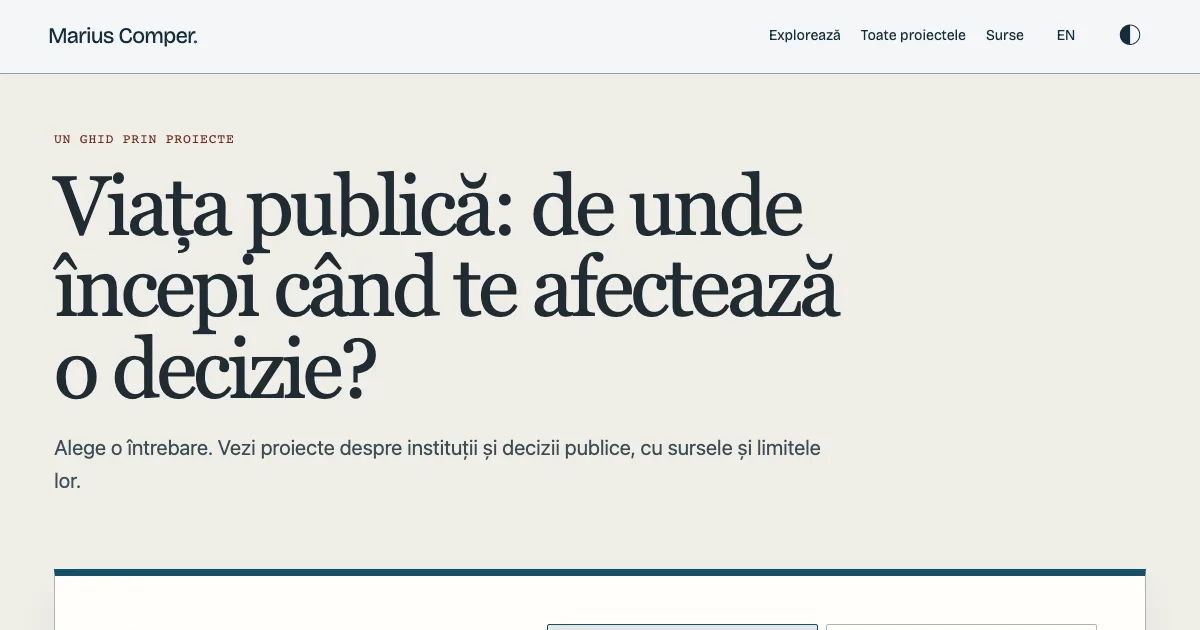 Marius Comper.
Explorează
Toate proiectele
Surse
EN
UN GHID PRIN PROIECTE
Viața publică: de unde
începi când te afectează
o decizie?
Alege o întrebare. Vezi proiecte despre instituții și decizii publice, cu sursele și limitele
lor.